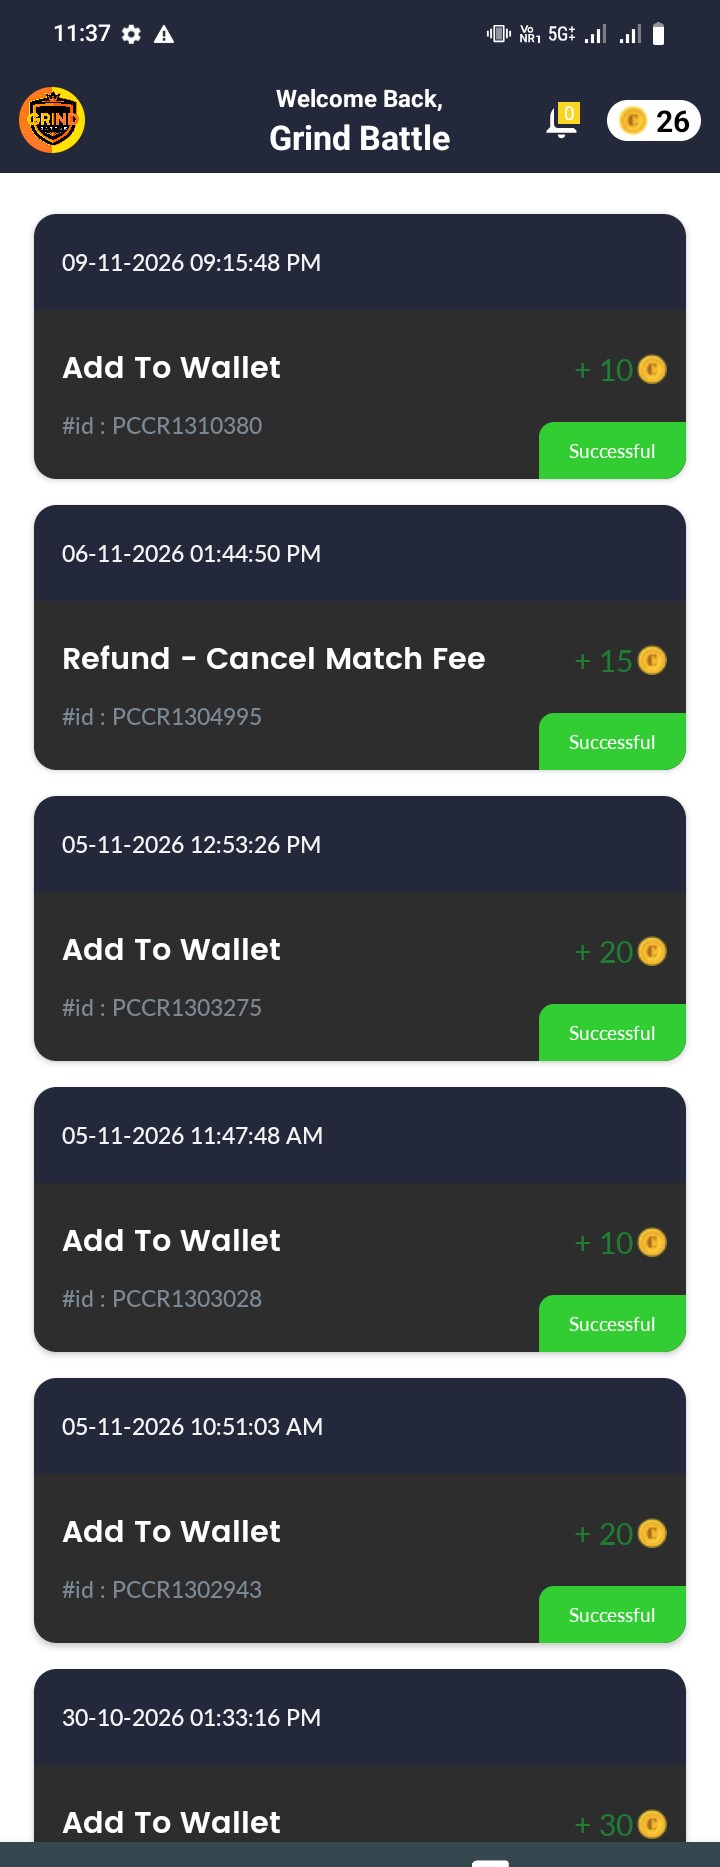 11:37
Vo
NR1 5G‡
GRIND
Welcome Back,
Grind Battle
0
26
09-11-2026 09:15:48 PM
Add To Wallet
+ 10
#id : PCCR1310380
Successful
06-11-2026 01:44:50 PM
Refund - Cancel Match Fee
+ 15
#id : PCCR1304995
Successful
05-11-2026 12:53:26 PM
Add To Wallet
+ 20
#id : PCCR1303275
Successful
05-11-2026 11:47:48 AM
Add To Wallet
+ 10
#id : PCCR1303028
Successful
05-11-2026 10:51:03 AM
Add To Wallet
+ 20
#id : PCCR1302943
Successful
30-10-2026 01:33:16 PM
Add To Wallet
+ 30